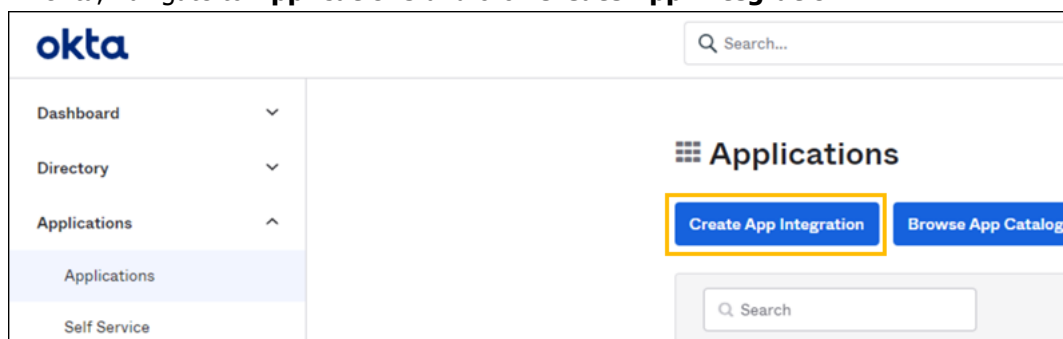 okta
Search...
Dashboard
Directory
Applications
Applications
Self Service
Applications
Create App Integration
Browse App Catalog
Search